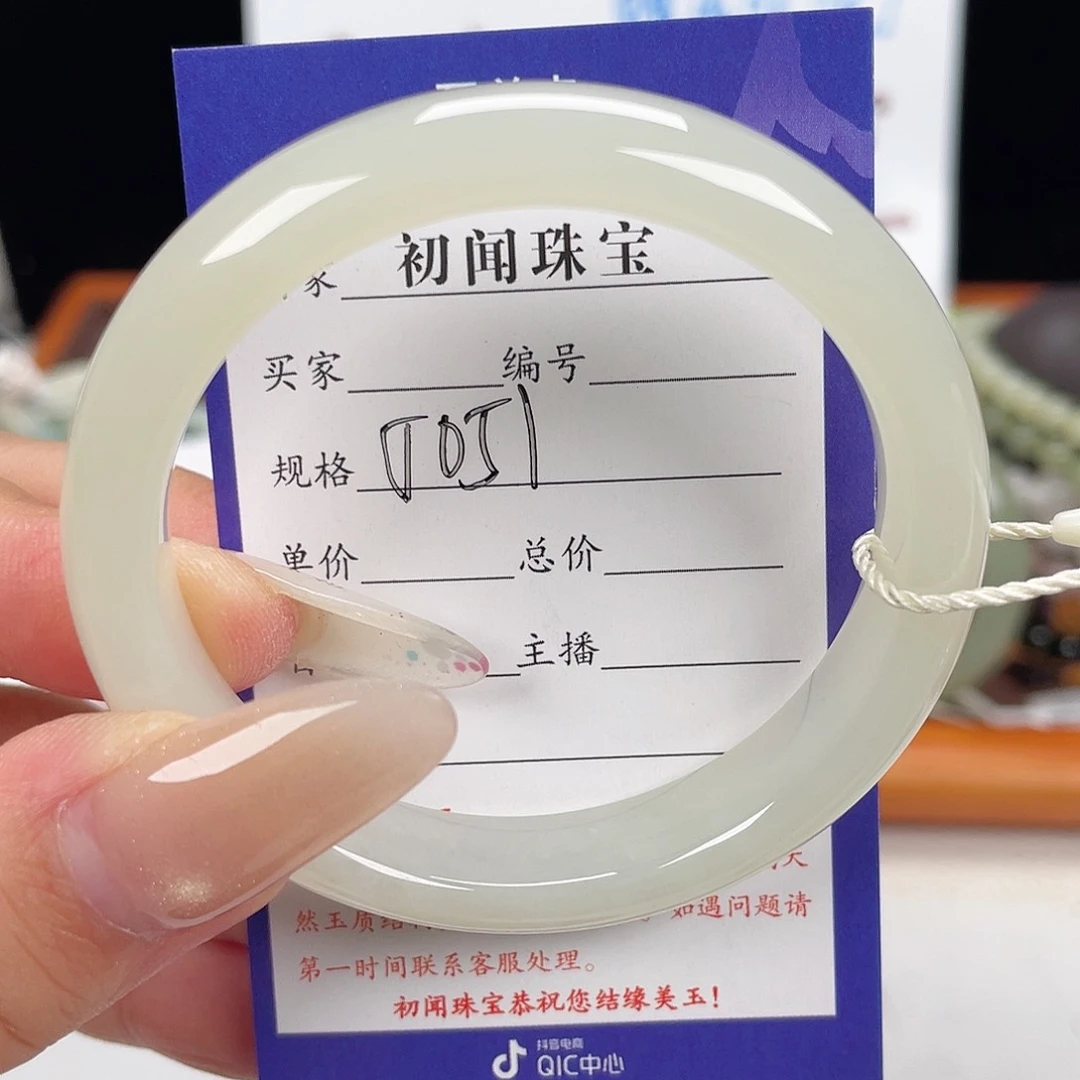 家 初闻珠宝
买家 编号
规格
单价 总价
主播
天
然玉质结 如遇问题请
第一时间联系客服处理。
初闻珠宝恭祝您结缘美玉!
抖音电商
QIC中心